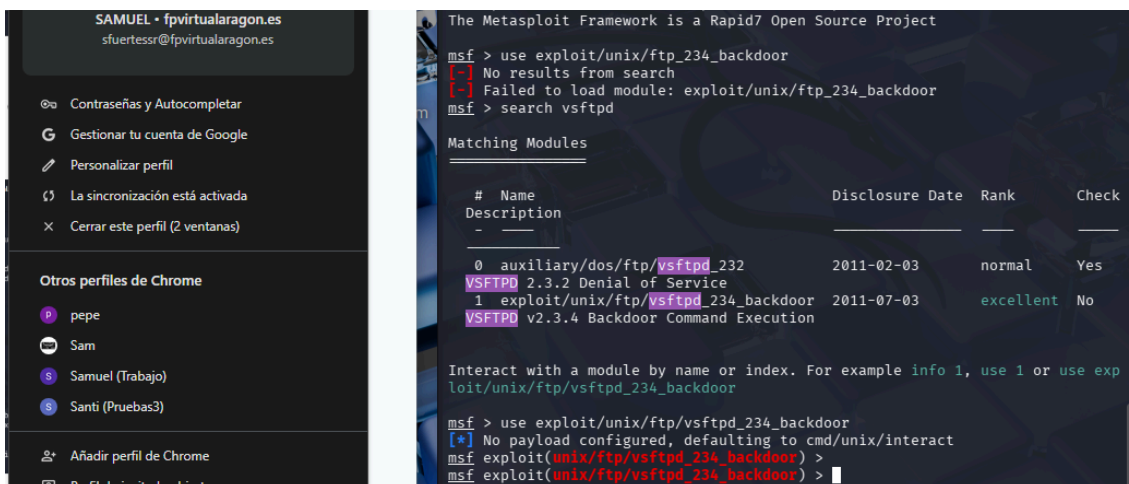 SAMUEL • fpvirtualaragon.es
sfuertessr@fpvirtualaragon.es
Contraseñas y Autocompletar
Gestionar tu cuenta de Google
Personalizar perfil
La sincronización está activada
Cerrar este perfil (2 ventanas)
Otros perfiles de Chrome
P pepe
Sam
S Samuel (Trabajo)
S Santi (Pruebas3)
Añadir perfil de Chrome
The Metasploit Framework is a Rapid7 Open Source Project
msf > use exploit/unix/ftp_234_backdoor
[-] No results from search
[-] Failed to load module: exploit/unix/ftp_234_backdoor
msf > search vsftpd
Matching Modules
================
# Name Disclosure Date Rank Check
Description
- ---- --------------- ---- -----
-----------
0 auxiliary/dos/ftp/vsftpd_232 2011-02-03 normal Yes
VSFTPD 2.3.2 Denial of Service
1 exploit/unix/ftp/vsftpd_234_backdoor 2011-07-03 excellent No
VSFTPD v2.3.4 Backdoor Command Execution
Interact with a module by name or index. For example info 1, use 1 or use exp
loit/unix/ftp/vsftpd_234_backdoor
msf > use exploit/unix/ftp/vsftpd_234_backdoor
[*] No payload configured, defaulting to cmd/unix/interact
msf exploit(unix/ftp/vsftpd_234_backdoor) >
msf exploit(unix/ftp/vsftpd_234_backdoor) >